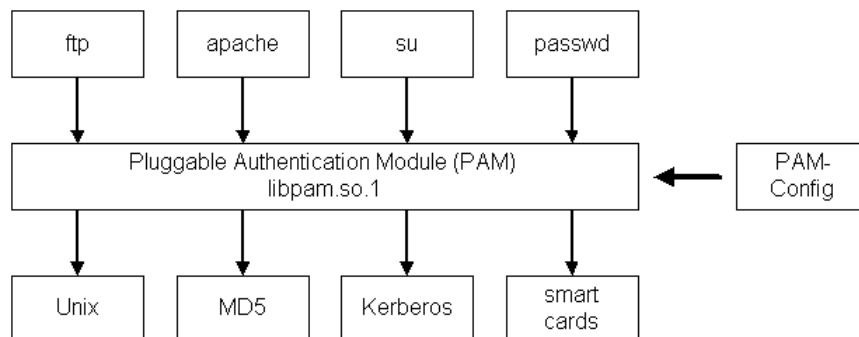 ftp
apache
su
passwd
Pluggable Authentication Module (PAM)
libpam.so.1
PAM-
Config
Unix
MD5
Kerberos
smart
cards